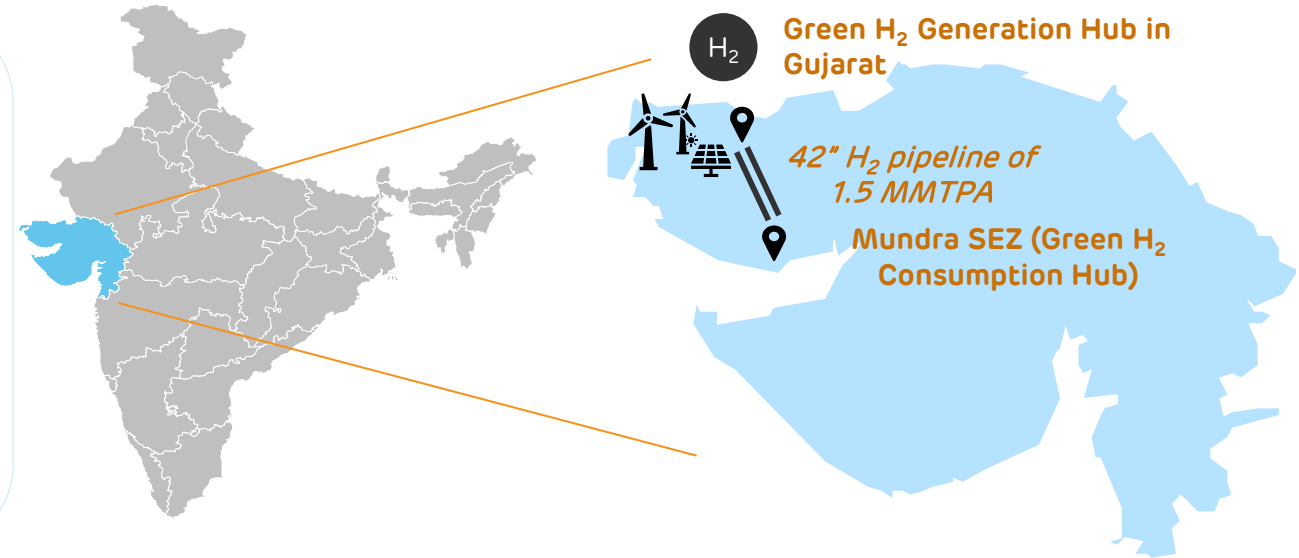 H₂
Green H₂ Generation Hub in
Gujarat
42” H₂ pipeline of
1.5 MMTPA
Mundra SEZ (Green H₂
Consumption Hub)